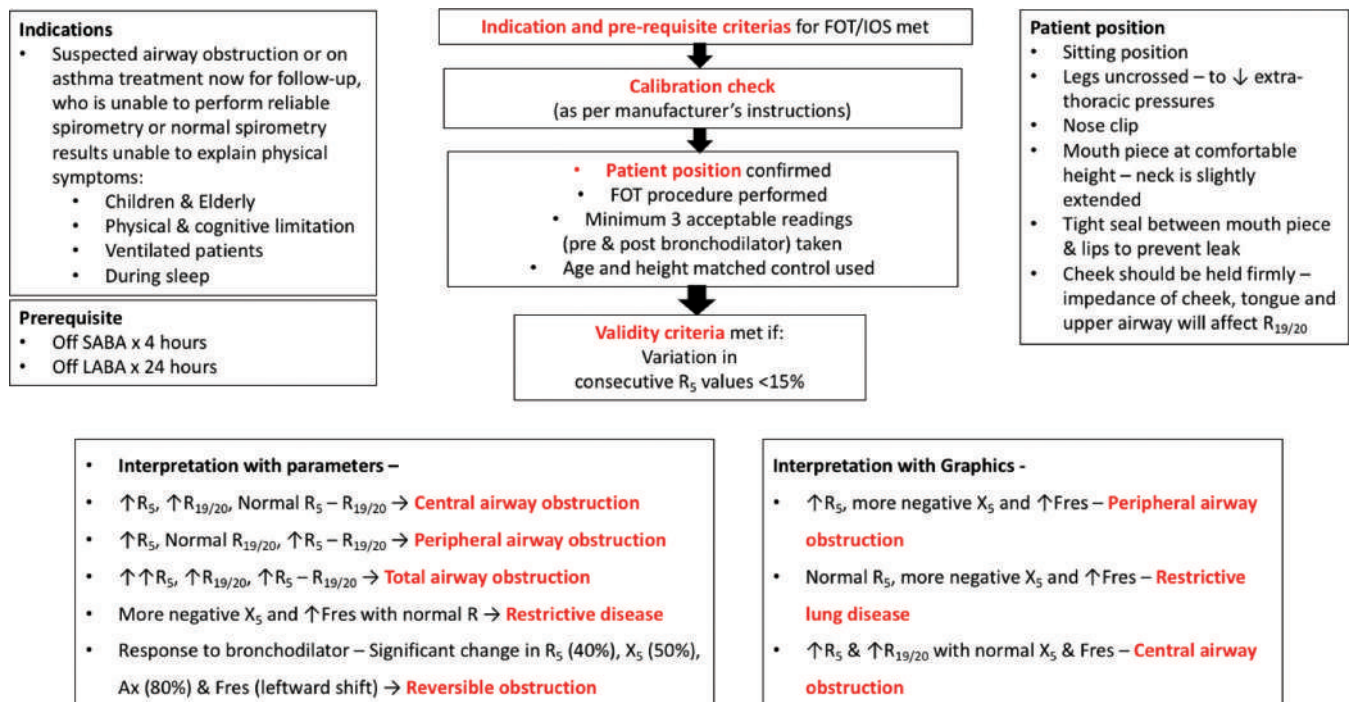 Indications
• Suspected airway obstruction or on
asthma treatment now for follow-up,
who is unable to perform reliable
spirometry or normal spirometry
results unable to explain physical
symptoms:
• Children & Elderly
• Physical & cognitive limitation
• Ventilated patients
• During sleep
Prerequisite
• Off SABA x 4 hours
• Off LABA x 24 hours
Indication and pre-requisite criterias for FOT/IOS met
Calibration check
(as per manufacturer's instructions)
• Patient position confirmed
• FOT procedure performed
• Minimum 3 acceptable readings
(pre & post bronchodilator) taken
• Age and height matched control used
Validity criteria met if:
Variation in
consecutive R₅ values <15%
Patient position
• Sitting position
• Legs uncrossed – to ↓ extra-
thoracic pressures
• Nose clip
• Mouth piece at comfortable
height – neck is slightly
extended
• Tight seal between mouth piece
& lips to prevent leak
• Cheek should be held firmly –
impedance of cheek, tongue and
upper airway will affect R₁₉/₂₀
• Interpretation with parameters –
• ↑R₅, ↑R₁₉/₂₀, Normal R₅ – R₁₉/₂₀ → Central airway obstruction
• ↑R₅, Normal R₁₉/₂₀, ↑R₅ – R₁₉/₂₀ → Peripheral airway obstruction
• ↑↑R₅, ↑R₁₉/₂₀, ↑R₅ – R₁₉/₂₀ → Total airway obstruction
• More negative X₅ and ↑Fres with normal R → Restrictive disease
• Response to bronchodilator – Significant change in R₅ (40%), X₅ (50%),
Ax (80%) & Fres (leftward shift) → Reversible obstruction
Interpretation with Graphics -
• ↑R₅, more negative X₅ and ↑Fres – Peripheral airway
obstruction
• Normal R₅, more negative X₅ and ↑Fres – Restrictive
lung disease
• ↑R₅ & ↑R₁₉/₂₀ with normal X₅ & Fres – Central airway
obstruction